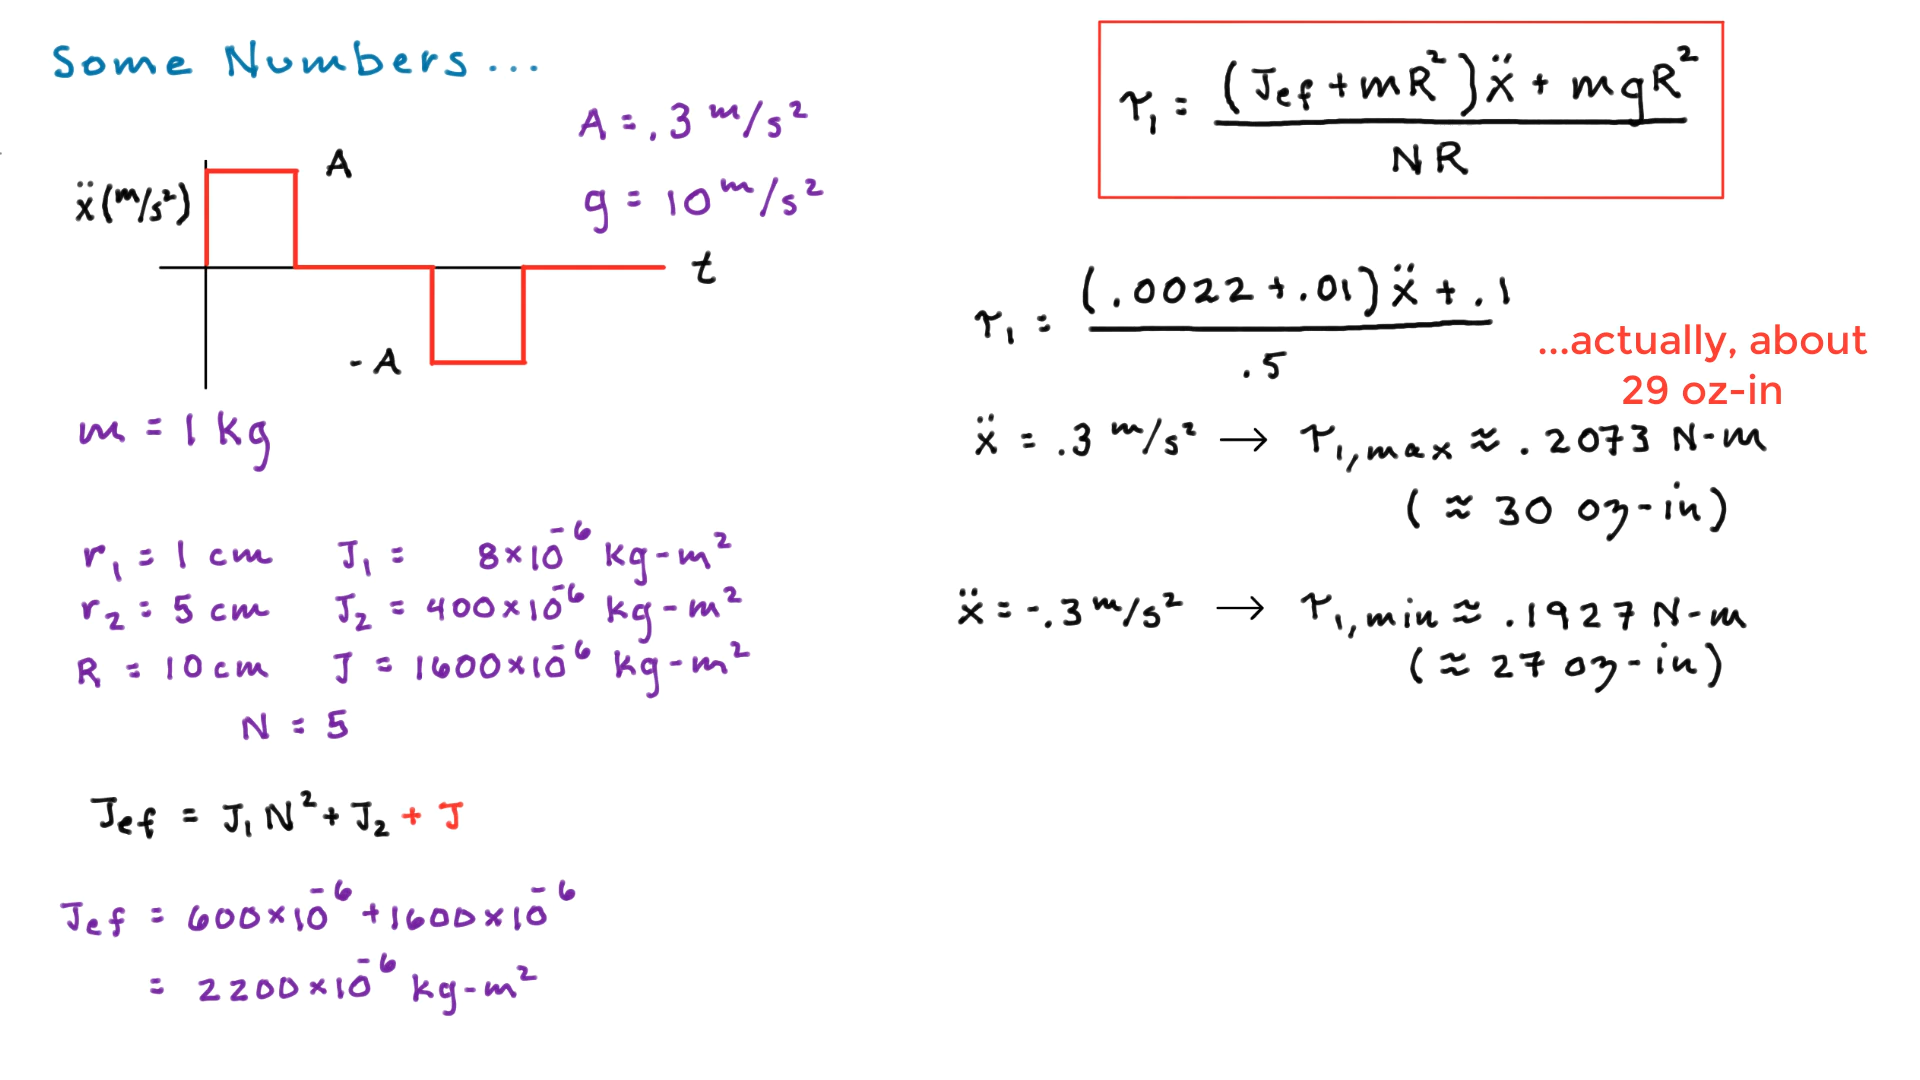 Some Numbers...
A = .3 m/s²
g = 10 m/s²
ẍ (m/s²)
A
t
-A
m = 1 kg
r₁ = 1 cm J₁ = 8×10⁻⁶ kg-m²
r₂ = 5 cm J₂ = 400×10⁻⁶ kg-m²
R = 10 cm J = 1600×10⁻⁶ kg-m²
N = 5
J_ef = J₁N² + J₂ + J
J_ef = 600×10⁻⁶ + 1600×10⁻⁶
= 2200×10⁻⁶ kg-m²
τ₁ = (J_ef + mR²)ẍ + mgR² / NR
τ₁ = (.0022 + .01)ẍ + .1 / .5
...actually, about
29 oz-in
ẍ = .3 m/s² → τ₁,max ≈ .2073 N-m
(≈ 30 oz-in)
ẍ = -.3 m/s² → τ₁,min ≈ .1927 N-m
(≈ 27 oz-in)